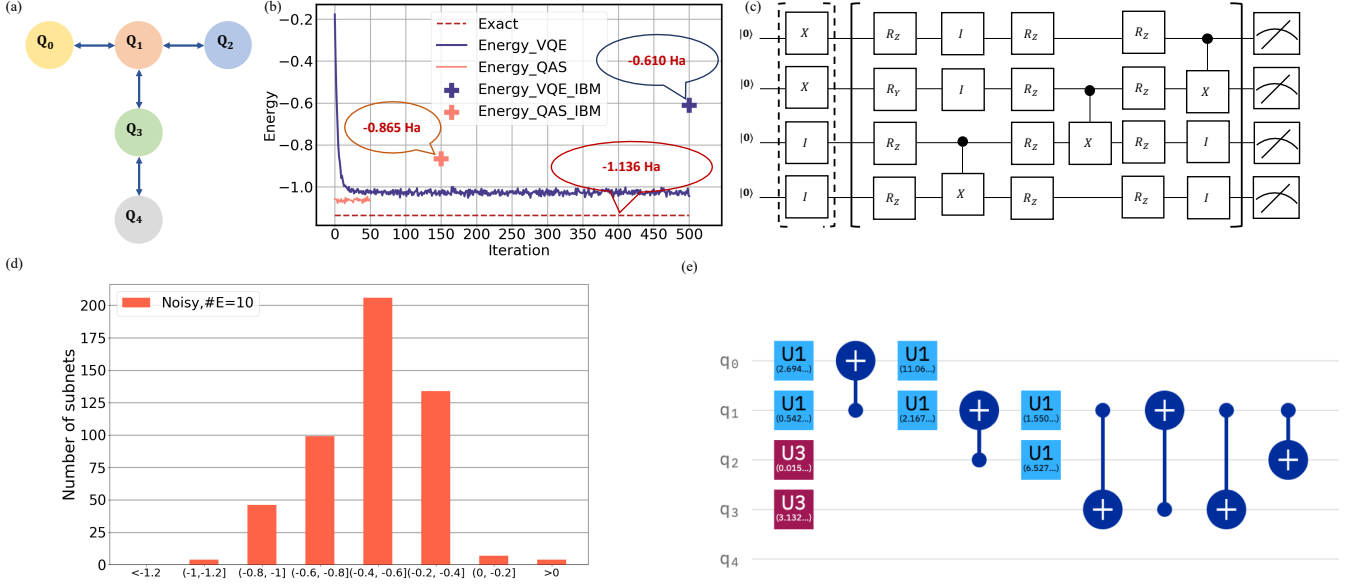 (a)
Q0
Q1
Q2
Q3
Q4
(b)
Energy
−0.2
−0.4
−0.6
−0.8
−1.0
Exact
Energy_VQE
Energy_QAS
Energy_VQE_IBM
Energy_QAS_IBM
-0.610 Ha
-0.865 Ha
-1.136 Ha
0 50 100 150 200 250 300 350 400 450 500
Iteration
(c)
|0⟩ X RZ I RZ RZ
|0⟩ X RY I RZ RZ X
|0⟩ I RZ RZ X RZ I
|0⟩ I RZ X RZ RZ I
(d)
Number of subnets
200
175
150
125
100
75
50
25
0
Noisy,#E=10
<-1.2 (-1,-1.2] (-0.8, -1] (-0.6, -0.8] (-0.4, -0.6] (-0.2, -0.4] (0, -0.2] >0
(e)
q0 U1 U1
(2.694...) (11.06...)
q1 U1 U1 U1
(0.542...) (2.167...) (1.550...)
q2 U3 U1
(0.015...) (6.527...)
q3 U3
(3.132...)
q4